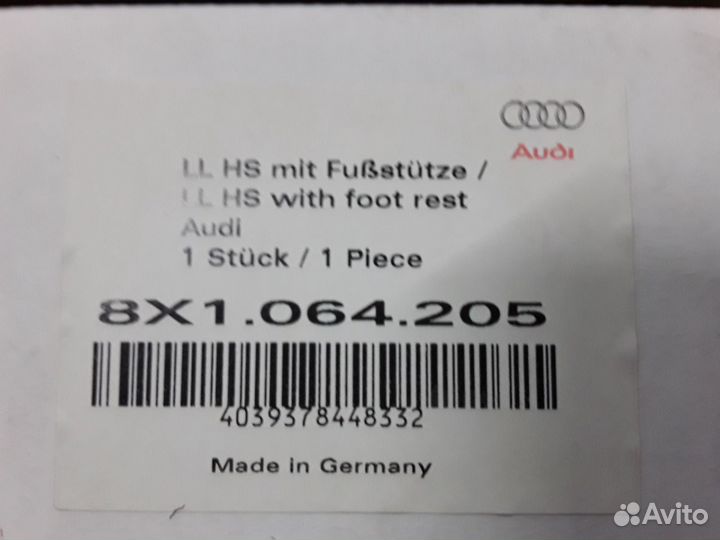 Audi
LL HS mit Fußstütze /
LL HS with foot rest
Audi
1 Stück / 1 Piece
8X1.064.205
4039378448332
Made in Germany
Avito